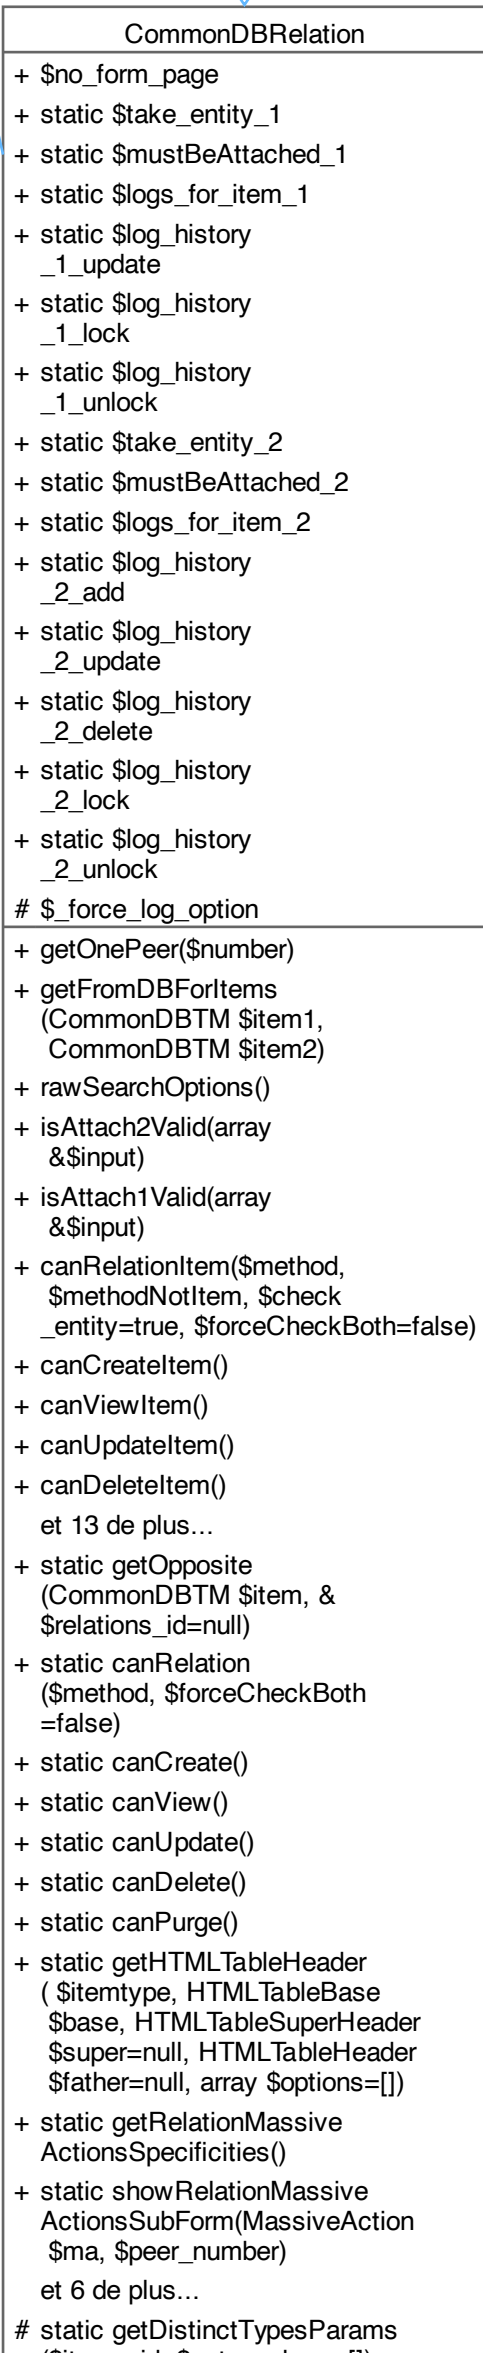 CommonDBRelation
+ $no_form_page
+ static $take_entity_1
+ static $mustBeAttached_1
+ static $logs_for_item_1
+ static $log_history
_1_update
+ static $log_history
_1_lock
+ static $log_history
_1_unlock
+ static $take_entity_2
+ static $mustBeAttached_2
+ static $logs_for_item_2
+ static $log_history
_2_add
+ static $log_history
_2_update
+ static $log_history
_2_delete
+ static $log_history
_2_lock
+ static $log_history
_2_unlock
# $_force_log_option
+ getOnePeer($number)
+ getFromDBForItems
(CommonDBTM $item1,
CommonDBTM $item2)
+ rawSearchOptions()
+ isAttach2Valid(array
&$input)
+ isAttach1Valid(array
&$input)
+ canRelationItem($method,
$methodNotItem, $check
_entity=true, $forceCheckBoth=false)
+ canCreateItem()
+ canViewItem()
+ canUpdateItem()
+ canDeleteItem()
et 13 de plus...
+ static getOpposite
(CommonDBTM $item, &
$relations_id=null)
+ static canRelation
($method, $forceCheckBoth
=false)
+ static canCreate()
+ static canView()
+ static canUpdate()
+ static canDelete()
+ static canPurge()
+ static getHTMLTableHeader
( $itemtype, HTMLTableBase
$base, HTMLTableSuperHeader
$super=null, HTMLTableHeader
$father=null, array $options=[])
+ static getRelationMassive
ActionsSpecificities()
+ static showRelationMassive
ActionsSubForm(MassiveAction
$ma, $peer_number)
et 6 de plus...
# static getDistinctTypesParams